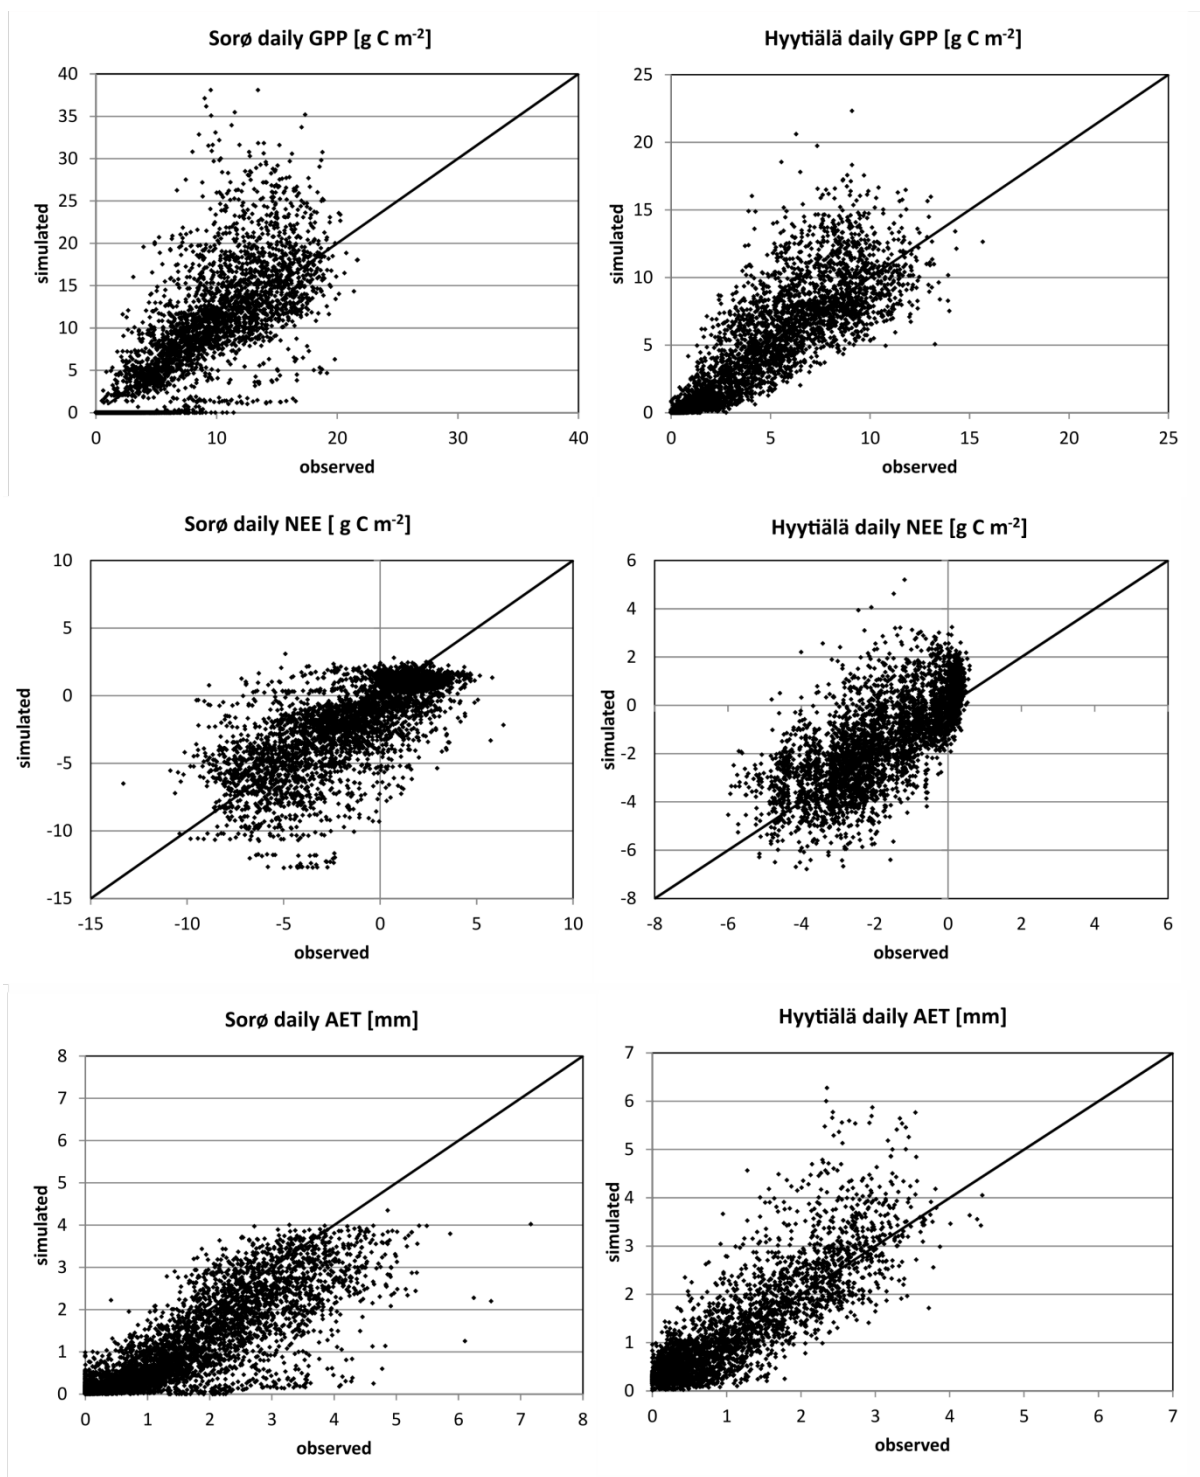 Sorø daily GPP [g C m-2]
40
35
30
25
20
15
10
5
0
simulated
0 10 20 30 40
observed
Hyytiälä daily GPP [g C m-2]
25
20
15
10
5
0
simulated
0 5 10 15 20 25
observed
Sorø daily NEE [ g C m-2]
10
5
0
-5
-10
-15
simulated
-15 -10 -5 0 5 10
observed
Hyytiälä daily NEE [g C m-2]
6
4
2
0
-2
-4
-6
-8
simulated
-8 -6 -4 -2 0 2 4 6
observed
Sorø daily AET [mm]
8
7
6
5
4
3
2
1
0
simulated
0 1 2 3 4 5 6 7 8
observed
Hyytiälä daily AET [mm]
7
6
5
4
3
2
1
0
simulated
0 1 2 3 4 5 6 7
observed